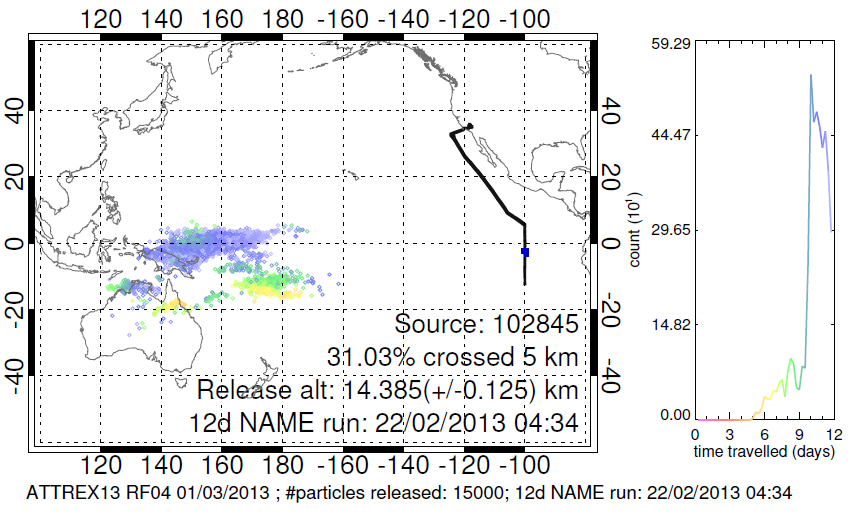 120 140 160 180 -160 -140 -120 -100
40 20 0 -20 -40
40 20 0 -20 -40
Source: 102845
31.03% crossed 5 km
Release alt: 14.385(+/-0.125) km
12d NAME run: 22/02/2013 04:34
120 140 160 180 -160 -140 -120 -100
count (10¹)
59.29
44.47
29.65
14.82
0.00
0 3 6 9 12
time travelled (days)
ATTREX13 RF04 01/03/2013 ; #particles released: 15000; 12d NAME run: 22/02/2013 04:34